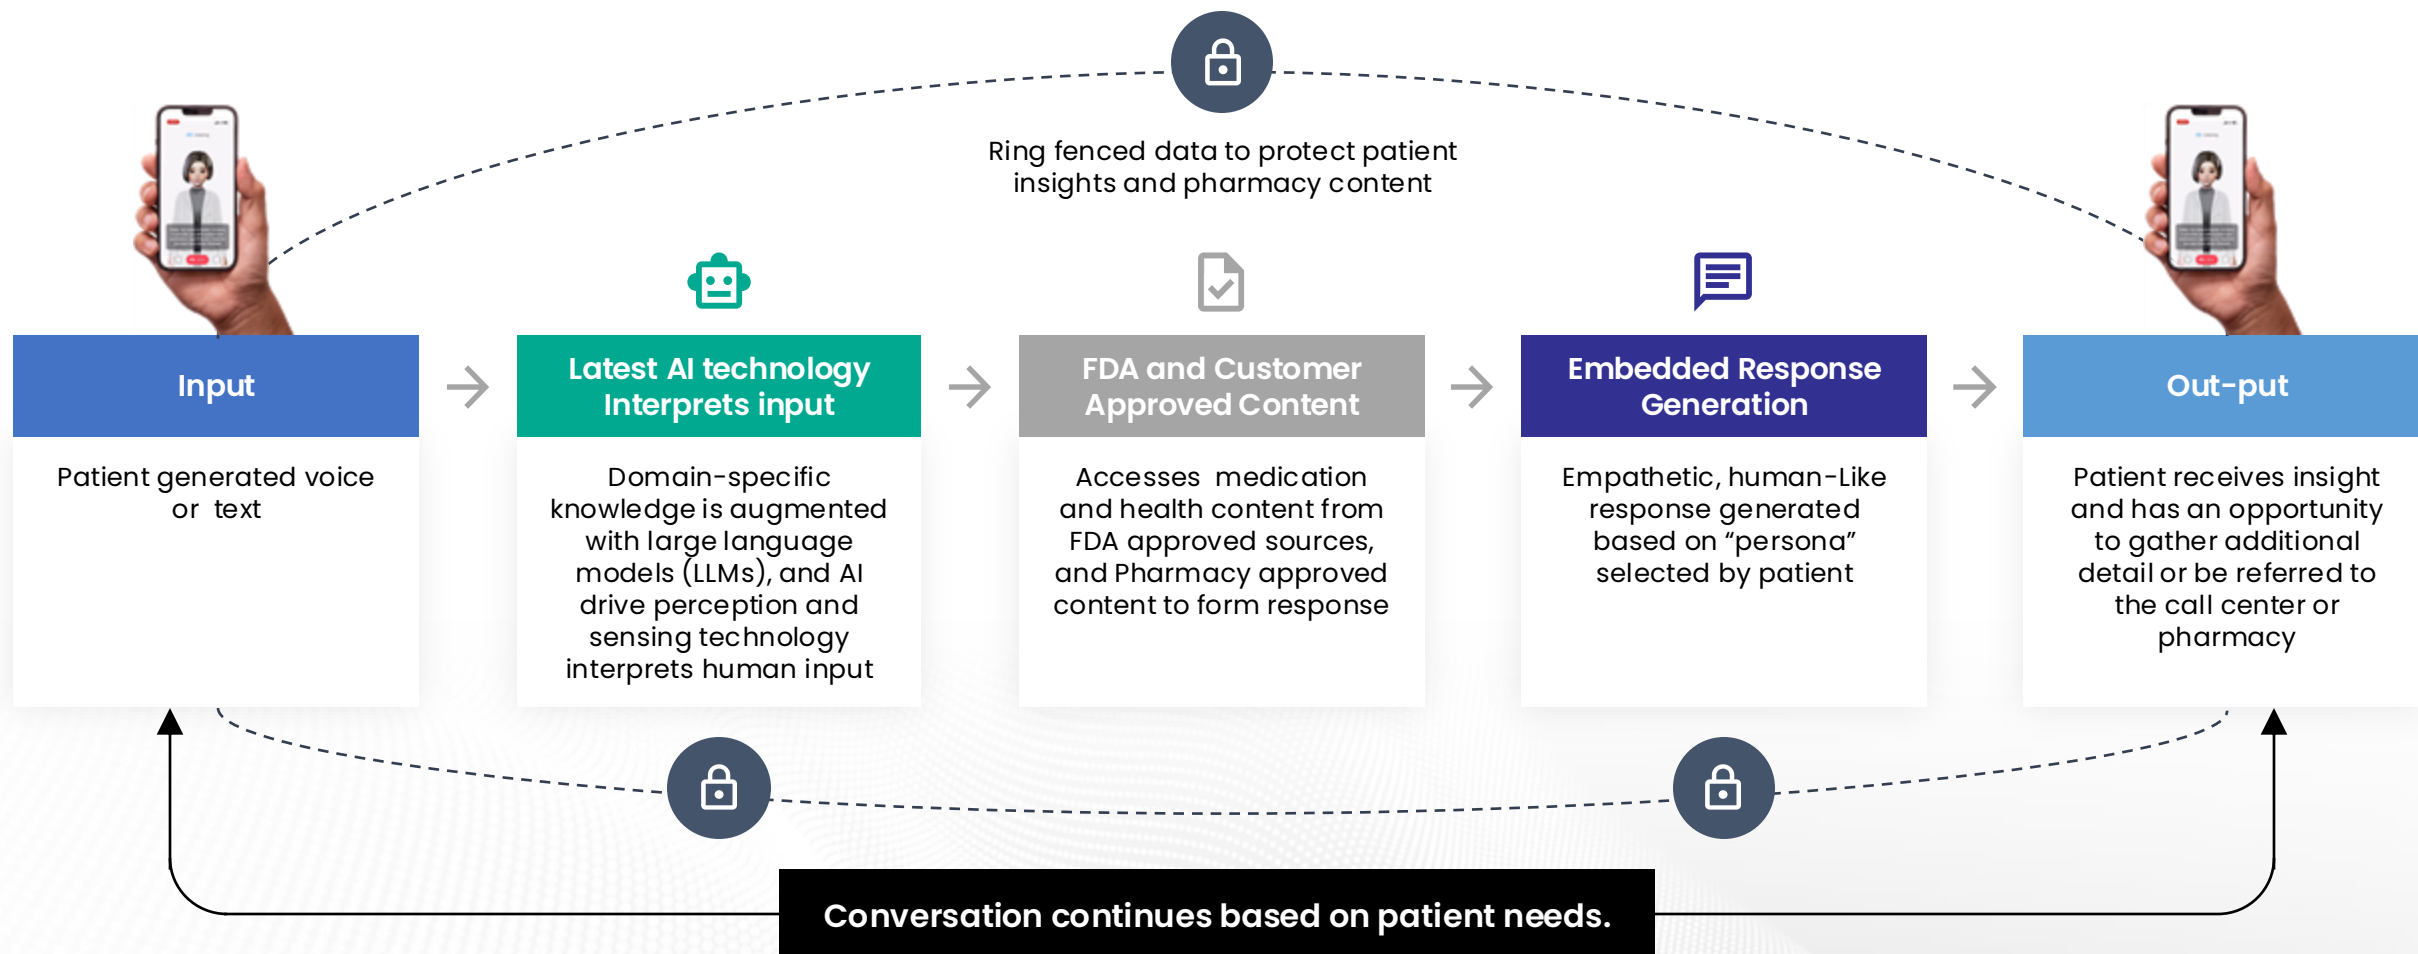 Ring fenced data to protect patient
insights and pharmacy content
Input
Patient generated voice
or text
Latest AI technology
Interprets input
Domain-specific
knowledge is augmented
with large language
models (LLMs), and AI
drive perception and
sensing technology
interprets human input
FDA and Customer
Approved Content
Accesses medication
and health content from
FDA approved sources,
and Pharmacy approved
content to form response
Embedded Response
Generation
Empathetic, human-Like
response generated
based on “persona”
selected by patient
Out-put
Patient receives insight
and has an opportunity
to gather additional
detail or be referred to
the call center or
pharmacy
Conversation continues based on patient needs.